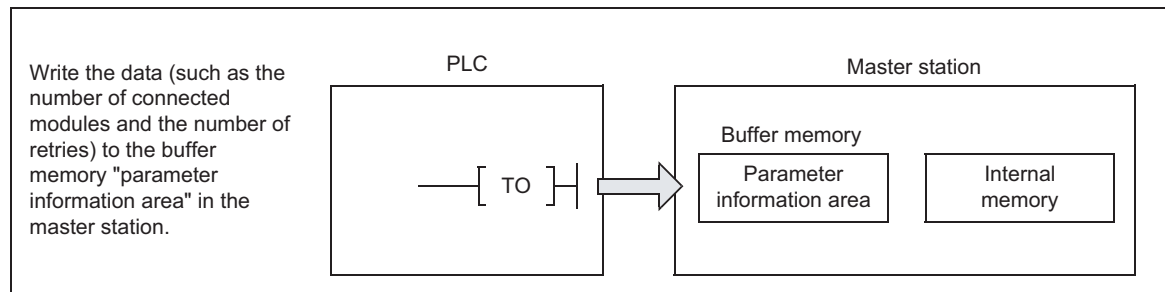 Write the data (such as the
number of connected
modules and the number of
retries) to the buffer
memory "parameter
information area" in the
master station.
PLC
TO
Master station
Buffer memory
Parameter
information area
Internal
memory